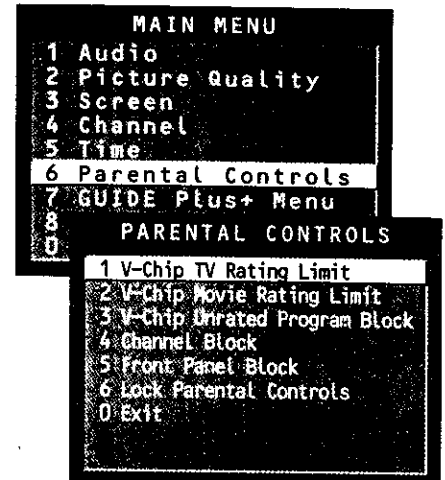 MAIN MENU
1 Audio
2 Picture Quality
3 Screen
4 Channel
5 Time
6 Parental Controls
7 GUIDE Plus+ Menu
8
0
PARENTAL CONTROLS
1 V-Chip TV Rating Limit
2 V-Chip Movie Rating Limit
3 V-Chip Unrated Program Block
4 Channel Block
5 Front Panel Block
6 Lock Parental Controls
0 Exit